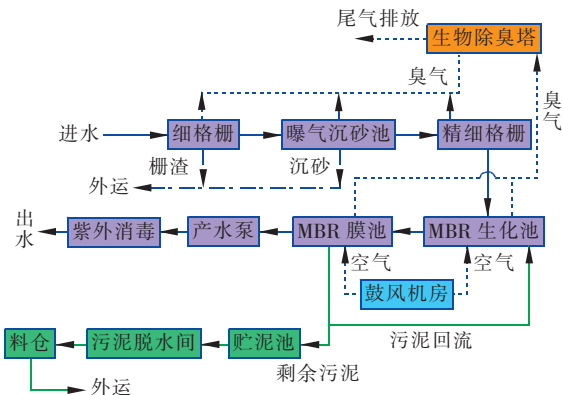 尾气排放
生物除臭塔
臭气
臭气
进水
细格栅
曝气沉砂池
精细格栅
栅渣
沉砂
外运
出水
紫外消毒
产水泵
MBR 膜池
MBR 生化池
空气
空气
鼓风机房
污泥回流
料仓
污泥脱水间
贮泥池
剩余污泥
外运